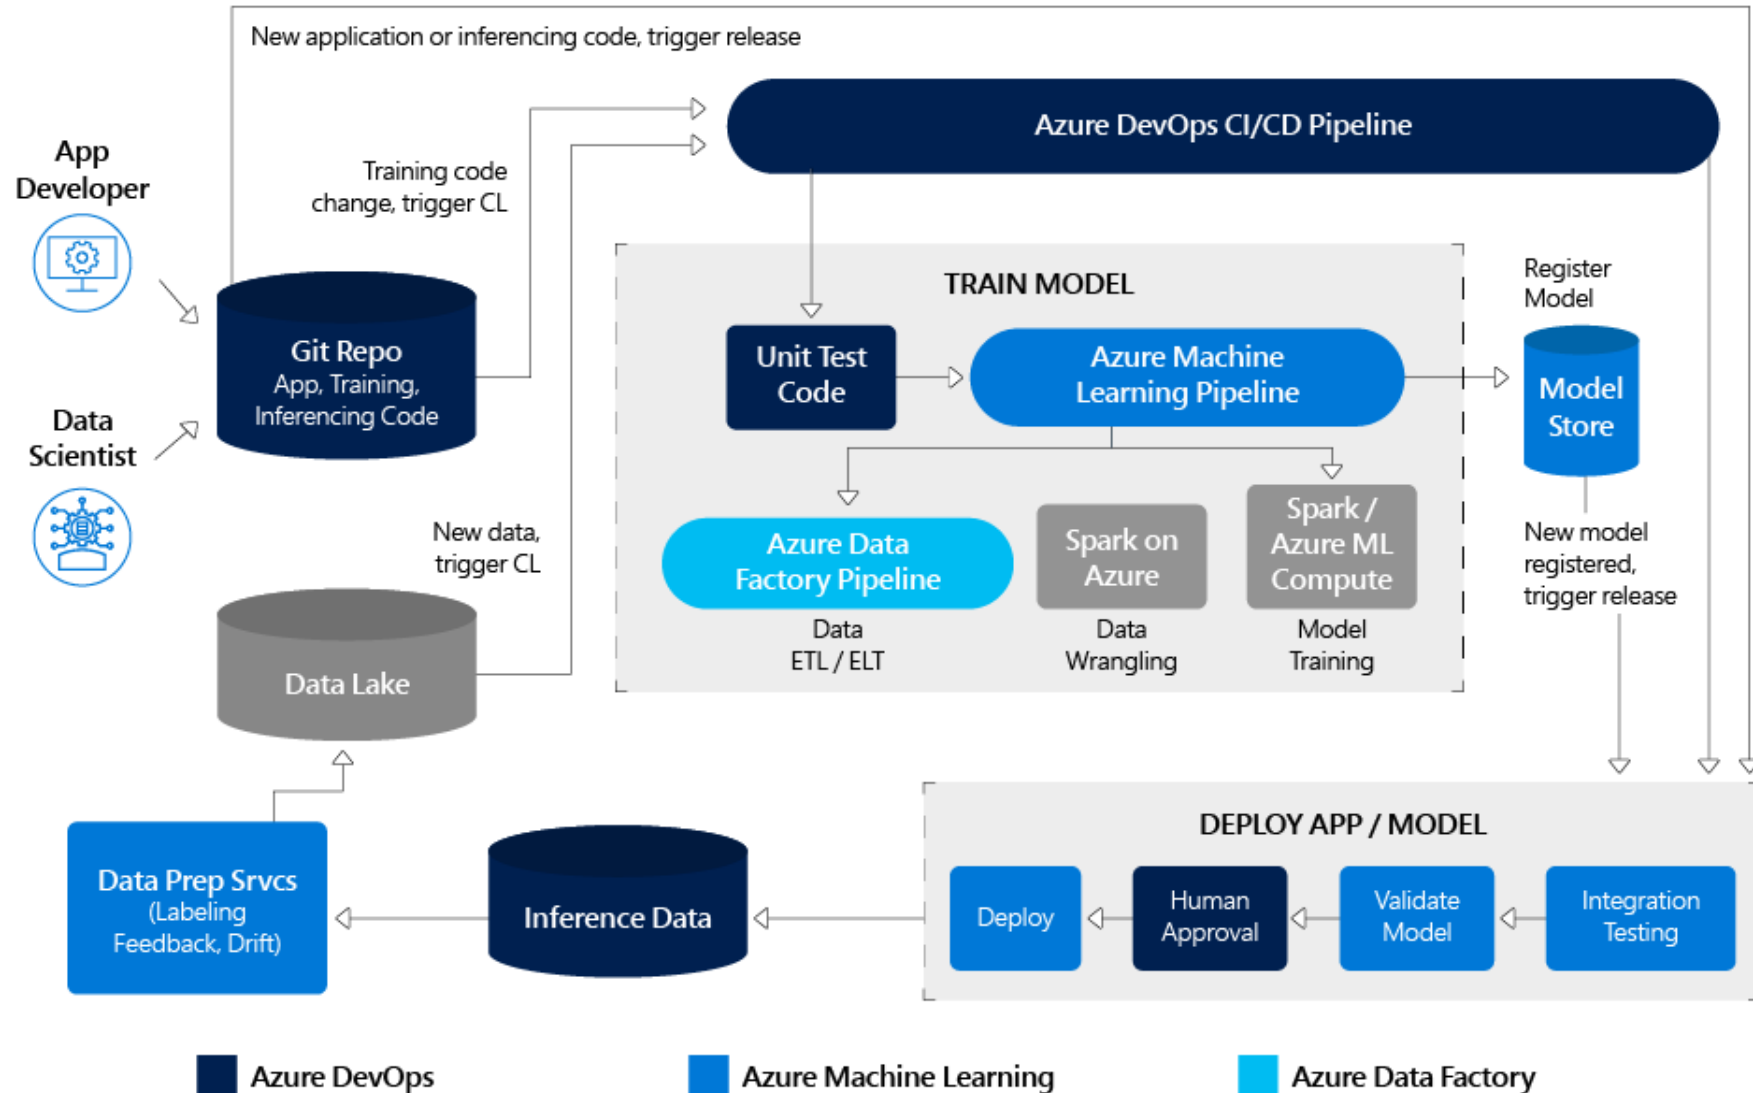 New application or inferencing code, trigger release
Azure DevOps CI/CD Pipeline
App
Developer
Training code
change, trigger CL
TRAIN MODEL
Register
Model
Git Repo
App, Training,
Inferencing Code
Unit Test
Code
Azure Machine
Learning Pipeline
Model
Store
Data
Scientist
New data,
trigger CL
Azure Data
Factory Pipeline
Spark on
Azure
Spark /
Azure ML
Compute
New model
registered,
trigger release
Data
ETL / ELT
Data
Wrangling
Model
Training
Data Lake
DEPLOY APP / MODEL
Data Prep Srvcs
(Labeling
Feedback, Drift)
Inference Data
Deploy
Human
Approval
Validate
Model
Integration
Testing
Azure DevOps
Azure Machine Learning
Azure Data Factory